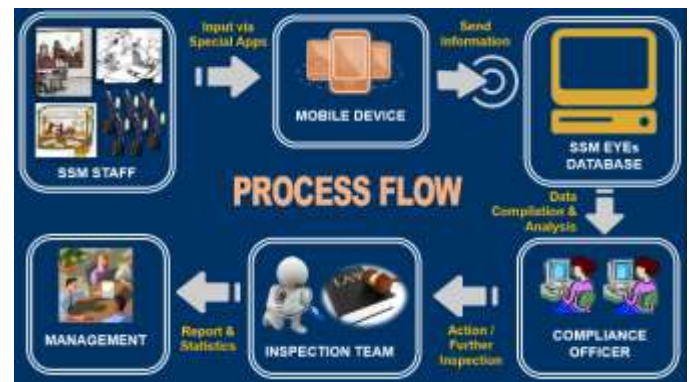 Input via
Special Apps
Send
Information
SSM STAFF
MOBILE DEVICE
SSM EYEs
DATABASE
PROCESS FLOW
Data
Compilation &
Analysis
MANAGEMENT
Report &
Statistics
LAW
INSPECTION TEAM
Action /
Further
Inspection
COMPLIANCE
OFFICER